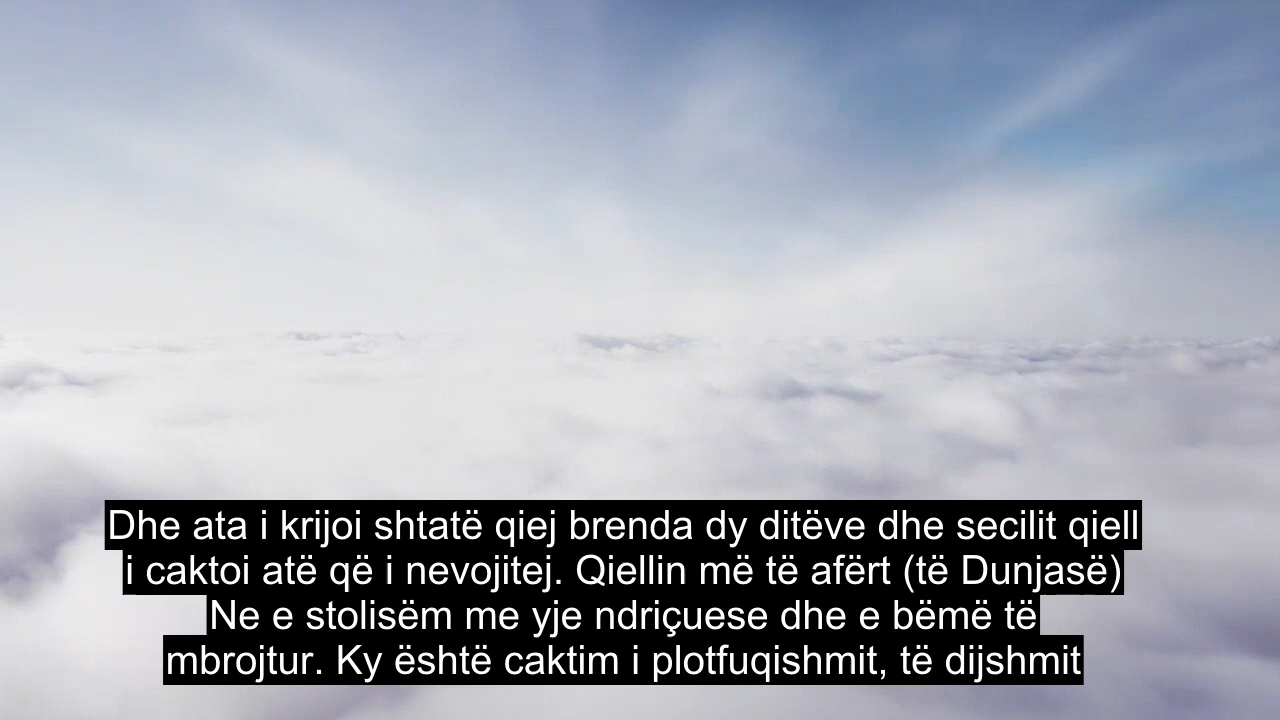 Dhe ata i krijoi shtatë qiej brenda dy ditëve dhe secilit qiell
i caktoi atë që i nevojitej. Qiellin më të afërt (të Dunjasë)
Ne e stolisëm me yje ndriçuese dhe e bëmë të
mbrojtur. Ky është caktim i plotfuqishmit, të dijshmit